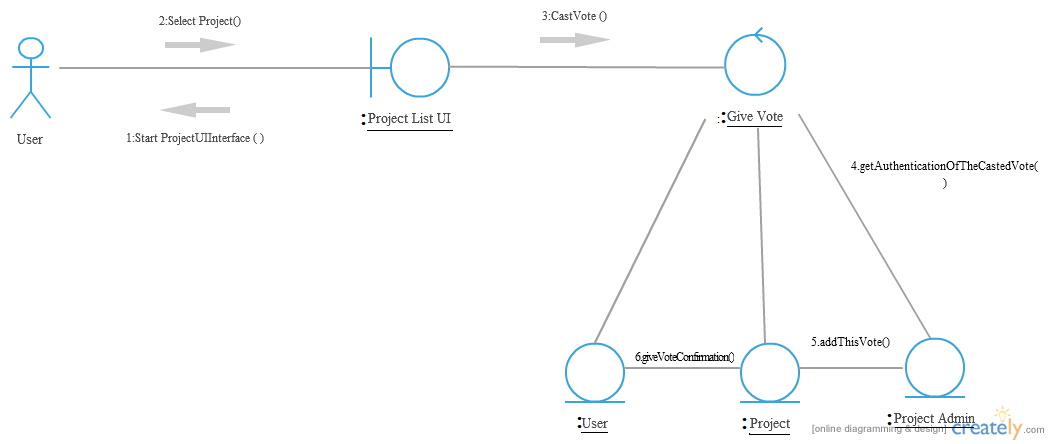 2:Select Project()
3:CastVote ()
User
1:Start ProjectUIInterface ( )
:Project List UI
::Give Vote
4.getAuthenticationOfTheCastedVote(
)
6.giveVoteConfirmation()
5.addThisVote()
:User
:Project
:Project Admin
[online diagramming & design] creately.com